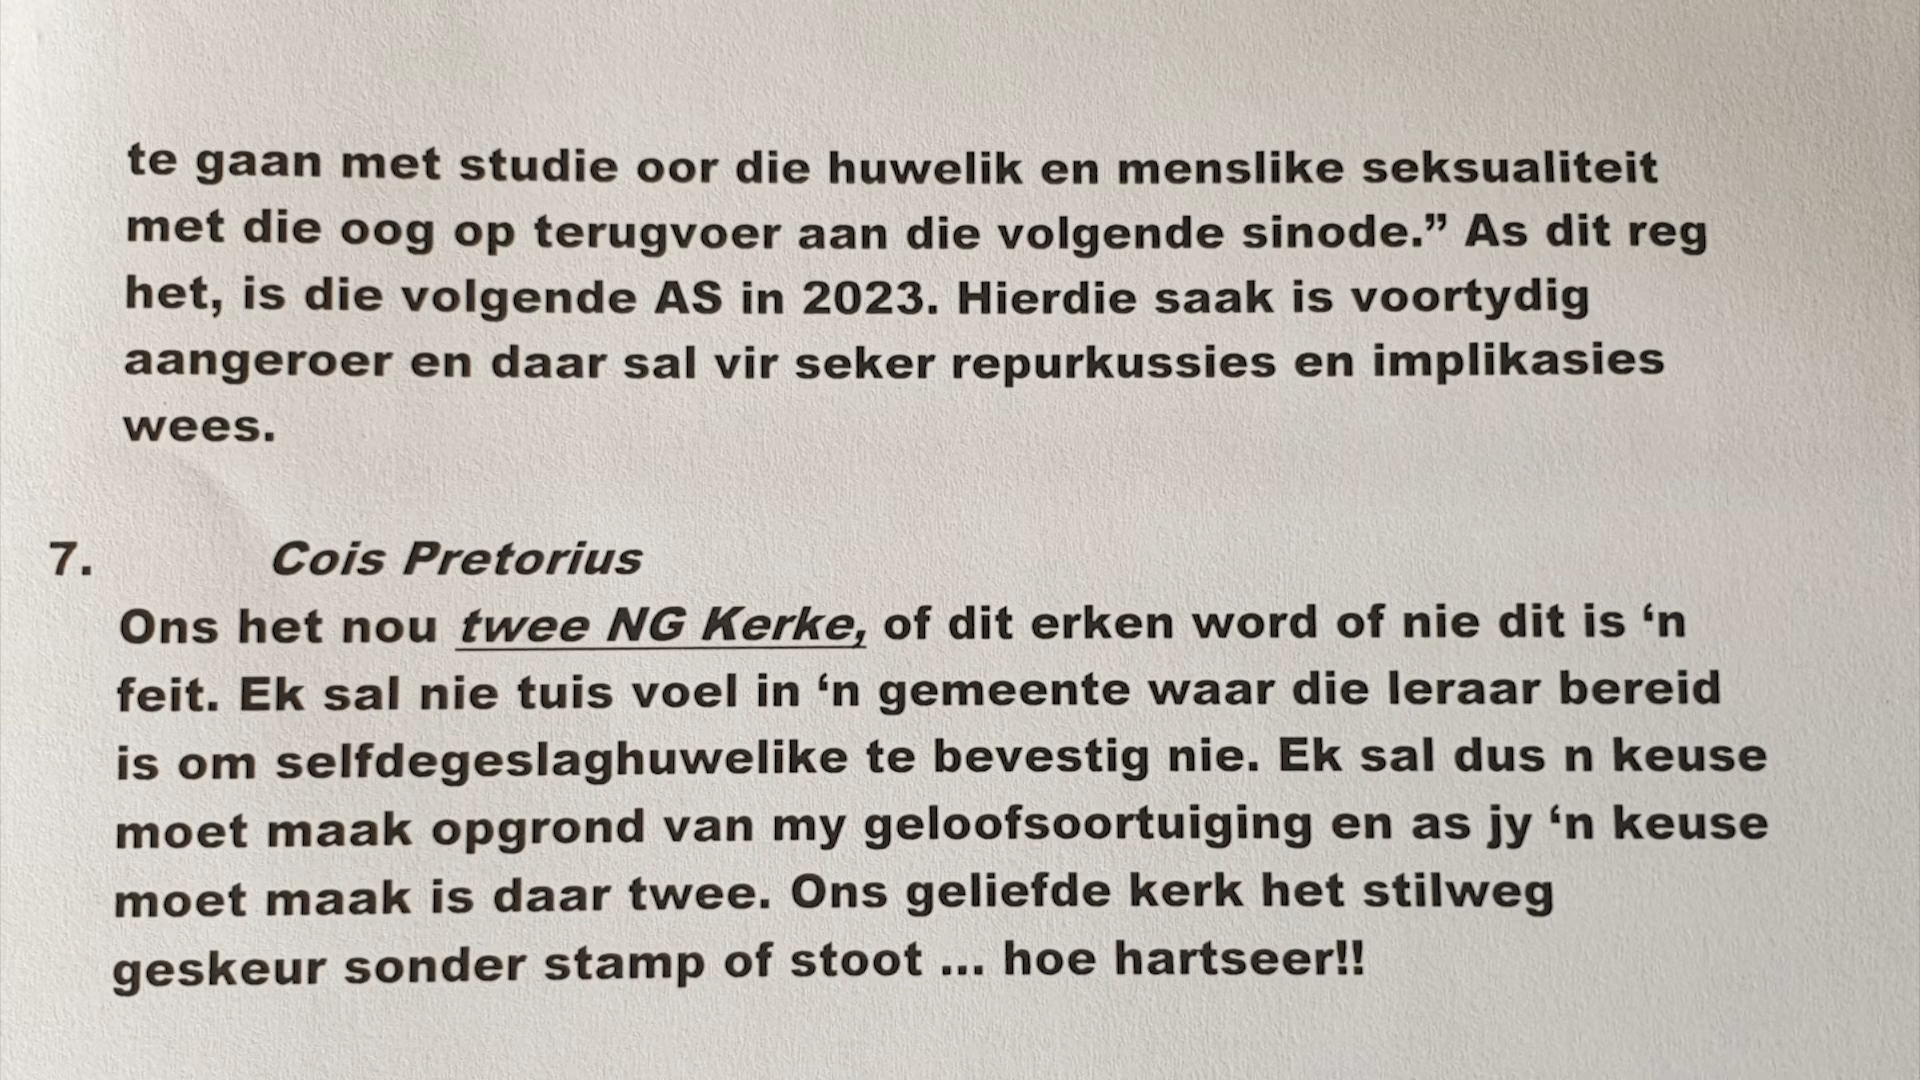 te gaan met studie oor die huwelik en menslike seksualiteit
met die oog op terugvoer aan die volgende sinode.” As dit reg
het, is die volgende AS in 2023. Hierdie saak is voortydig
aangeroer en daar sal vir seker repurkussies en implikasies
wees.
7. Cois Pretorius
Ons het nou twee NG Kerke, of dit erken word of nie dit is ‘n
feit. Ek sal nie tuis voel in ‘n gemeente waar die leraar bereid
is om selfdegeslaghuwelike te bevestig nie. Ek sal dus n keuse
moet maak opgrond van my geloofsoortuiging en as jy ‘n keuse
moet maak is daar twee. Ons geliefde kerk het stilweg
geskeur sonder stamp of stoot ... hoe hartseer!!